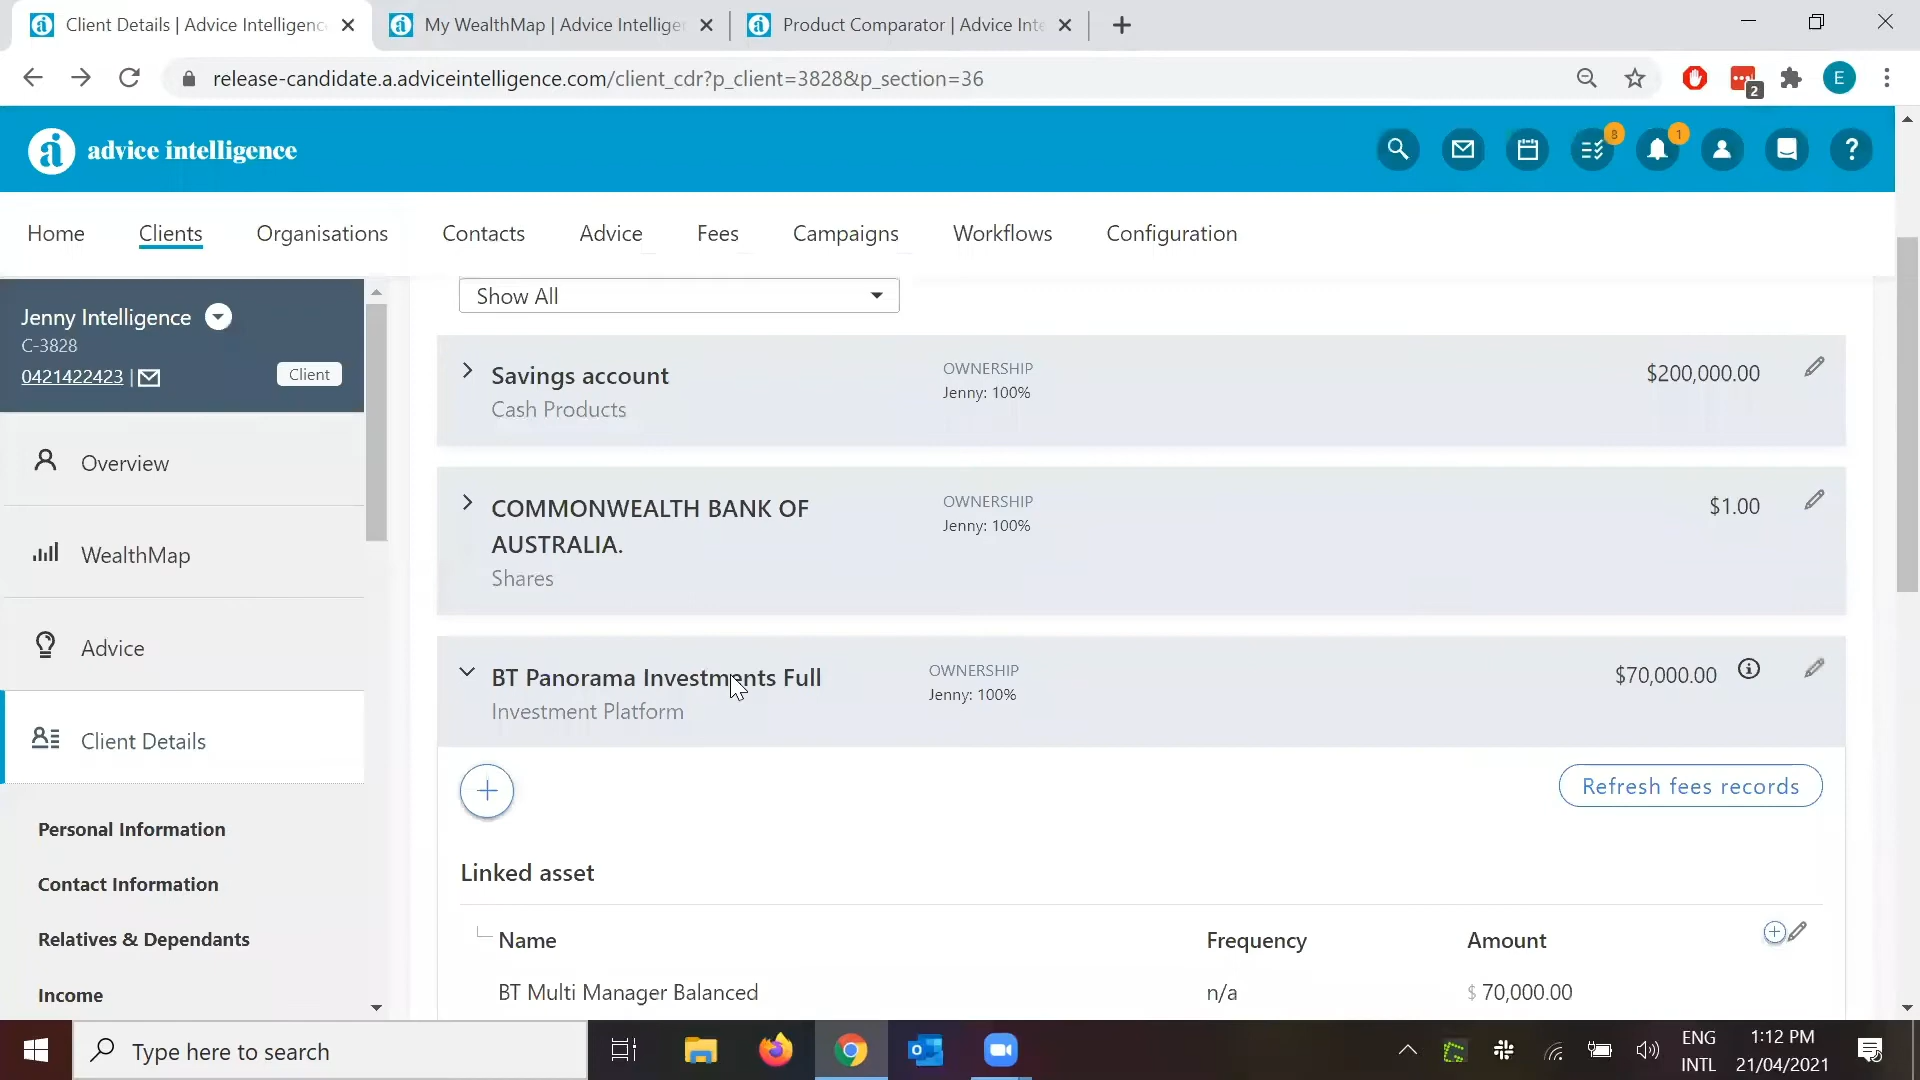 Client Details | Advice Intelligenc
My WealthMap | Advice Intelligen
Product Comparator | Advice Inte
release-candidate.a.adviceintelligence.com/client_cdr?p_client=3828&p_section=36
2
E
advice intelligence
8
1
?
Home
Clients
Organisations
Contacts
Advice
Fees
Campaigns
Workflows
Configuration
Jenny Intelligence
C-3828
0421422423 |
Client
Overview
WealthMap
Advice
Client Details
Personal Information
Contact Information
Relatives & Dependants
Income
Show All
Savings account
Cash Products
OWNERSHIP
Jenny: 100%
$200,000.00
COMMONWEALTH BANK OF
AUSTRALIA.
Shares
OWNERSHIP
Jenny: 100%
$1.00
BT Panorama Investments Full
Investment Platform
OWNERSHIP
Jenny: 100%
$70,000.00
Refresh fees records
Linked asset
Name
Frequency
Amount
BT Multi Manager Balanced
n/a
$ 70,000.00
Type here to search
ENG
INTL
1:12 PM
21/04/2021